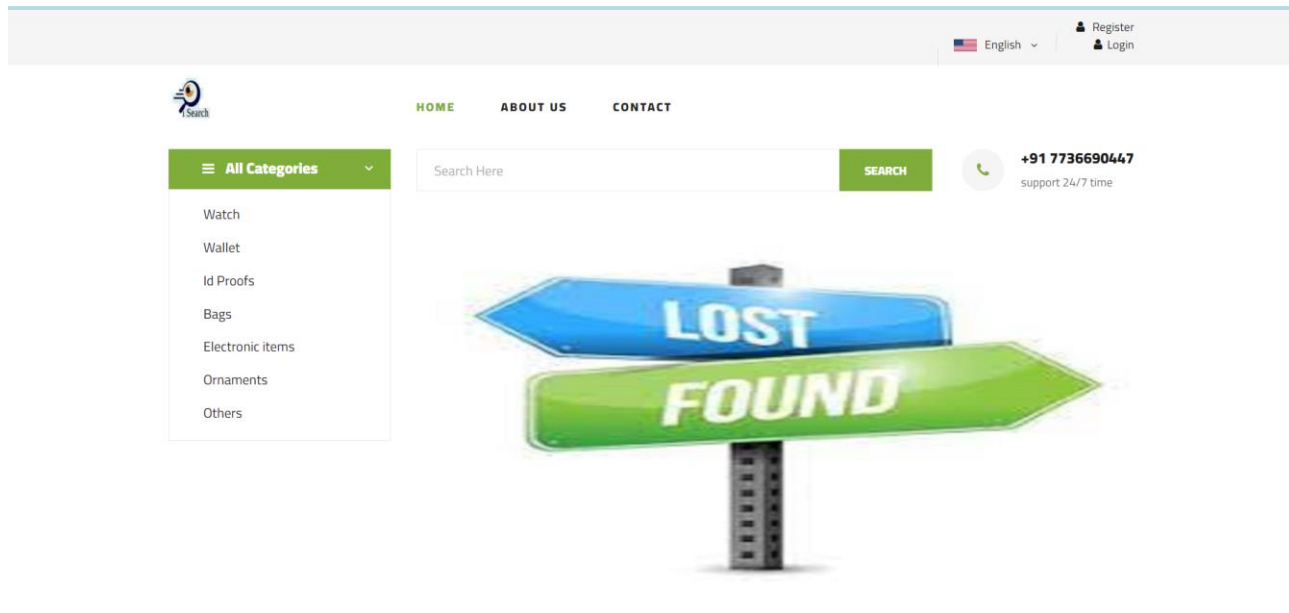 Register
English
Login
i Search
HOME ABOUT US CONTACT
All Categories
Search Here
SEARCH
+91 7736690447
support 24/7 time
Watch
Wallet
Id Proofs
Bags
Electronic items
Ornaments
Others
LOST
FOUND